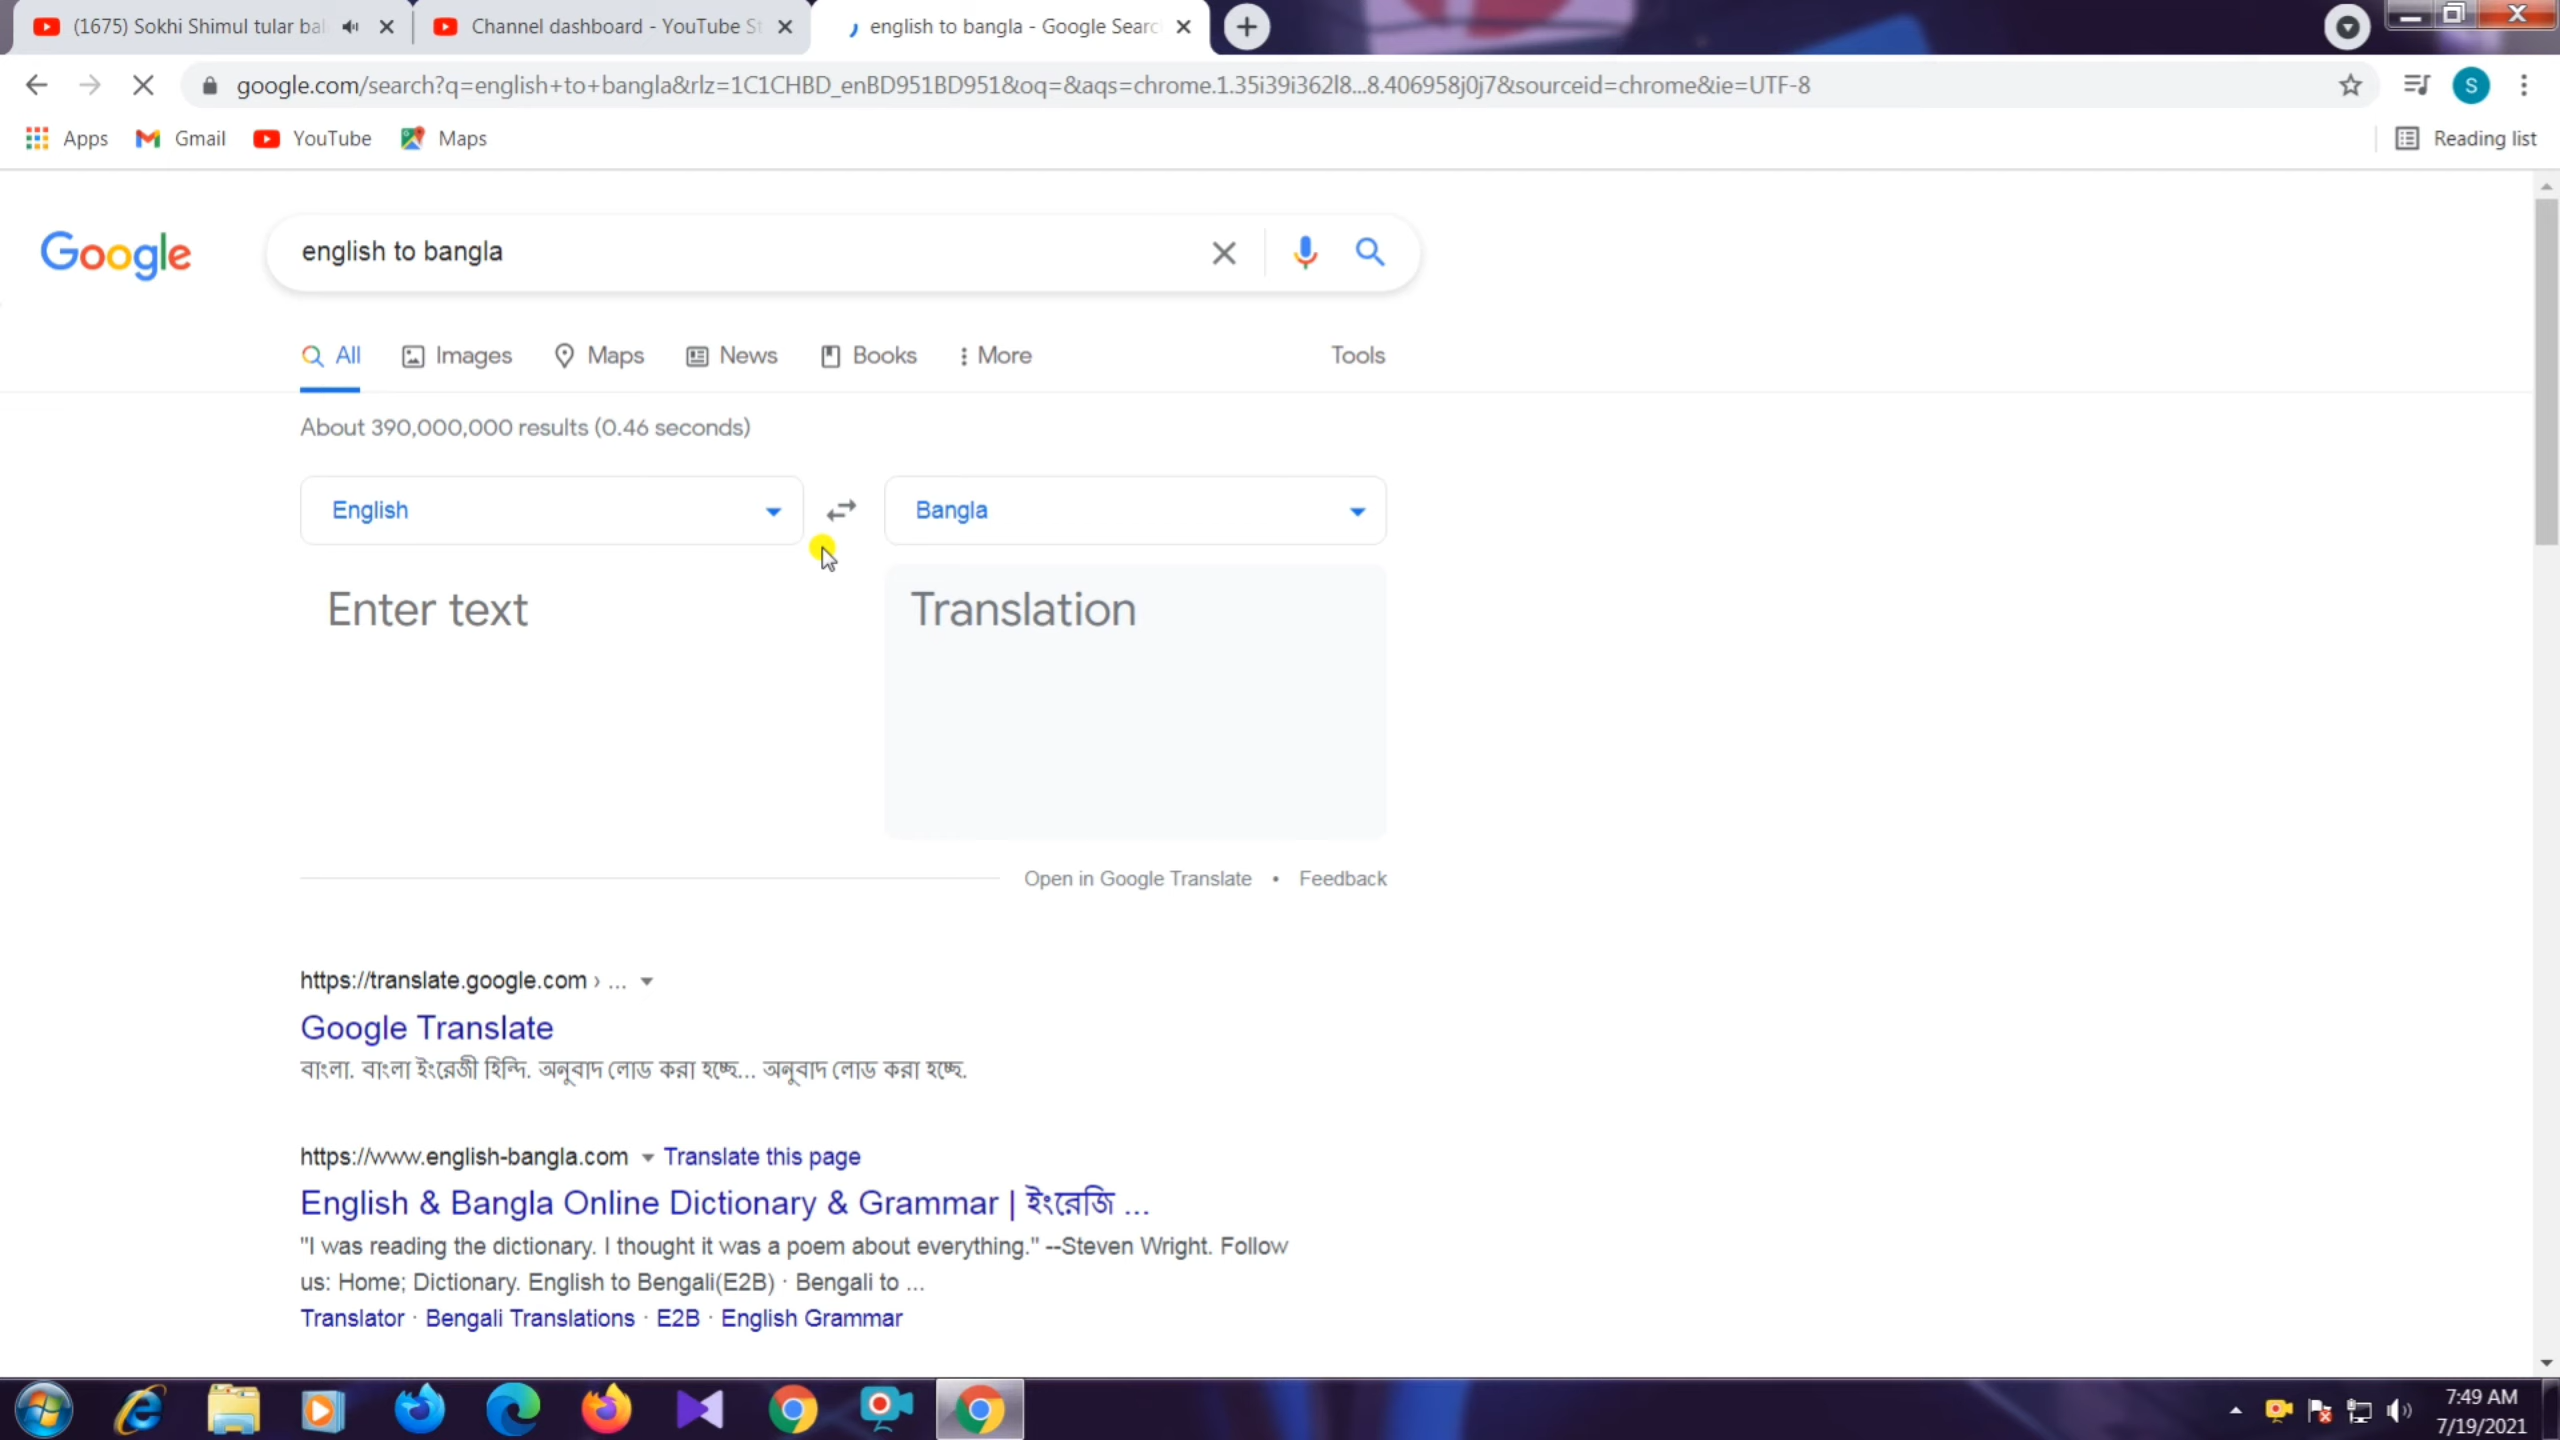 (1675) Sokhi Shimul tular bal
Channel dashboard - YouTube St
english to bangla - Google Searc
google.com/search?q=english+to+bangla&rlz=1C1CHBD_enBD951BD951&oq=&aqs=chrome.1.35i39i362l8...8.406958j0j7&sourceid=chrome&ie=UTF-8
S
Apps
Gmail
YouTube
Maps
Reading list
Google
english to bangla
All
Images
Maps
News
Books
More
Tools
About 390,000,000 results (0.46 seconds)
English
Bangla
Enter text
Translation
Open in Google Translate • Feedback
https://translate.google.com › ...
Google Translate
বাংলা. বাংলা ইংরেজী হিন্দি. অনুবাদ লোড করা হচ্ছে... অনুবাদ লোড করা হচ্ছে.
https://www.english-bangla.com Translate this page
English & Bangla Online Dictionary & Grammar | ইংরেজি ...
"I was reading the dictionary. I thought it was a poem about everything." --Steven Wright. Follow
us: Home; Dictionary. English to Bengali(E2B) · Bengali to ...
Translator · Bengali Translations · E2B · English Grammar
7:49 AM
7/19/2021